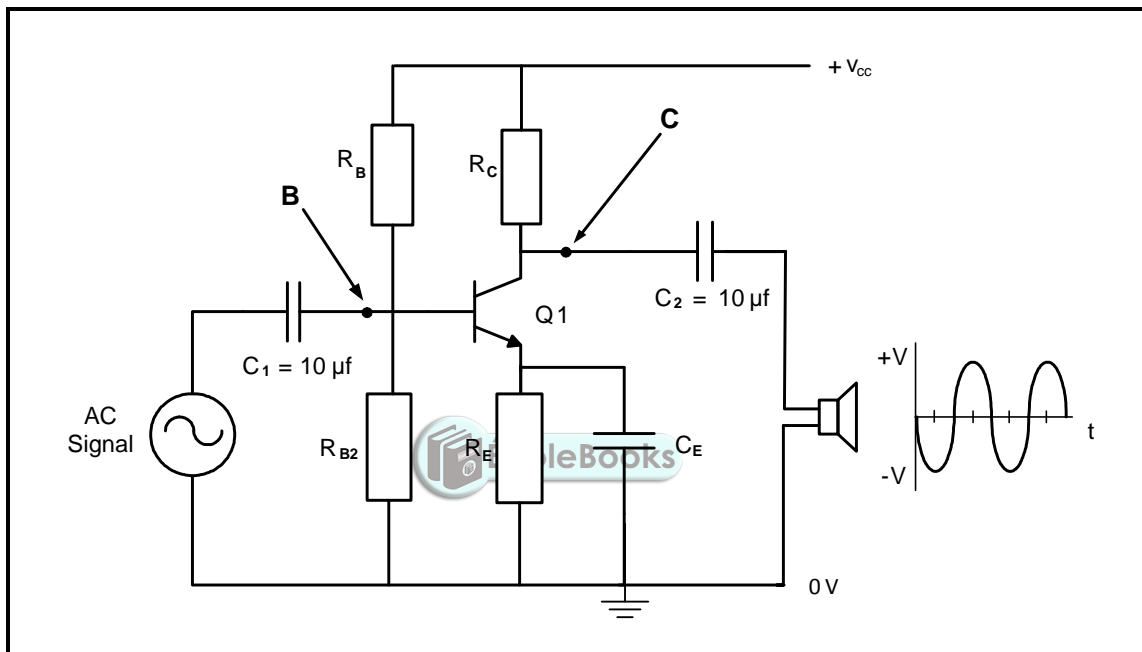 + Vcc
C
RB
RC
B
Q1
C1 = 10 µf
C2 = 10 µf
+V
-V
t
AC
Signal
RB2
RE
CE
0 V